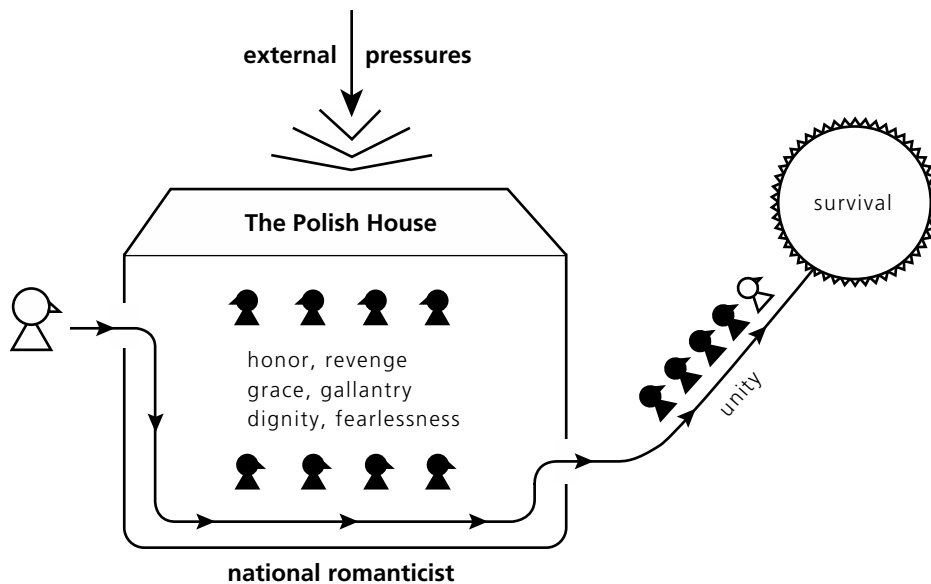 external pressures
The Polish House
survival
honor, revenge
grace, gallantry
dignity, fearlessness
unity
national romanticist